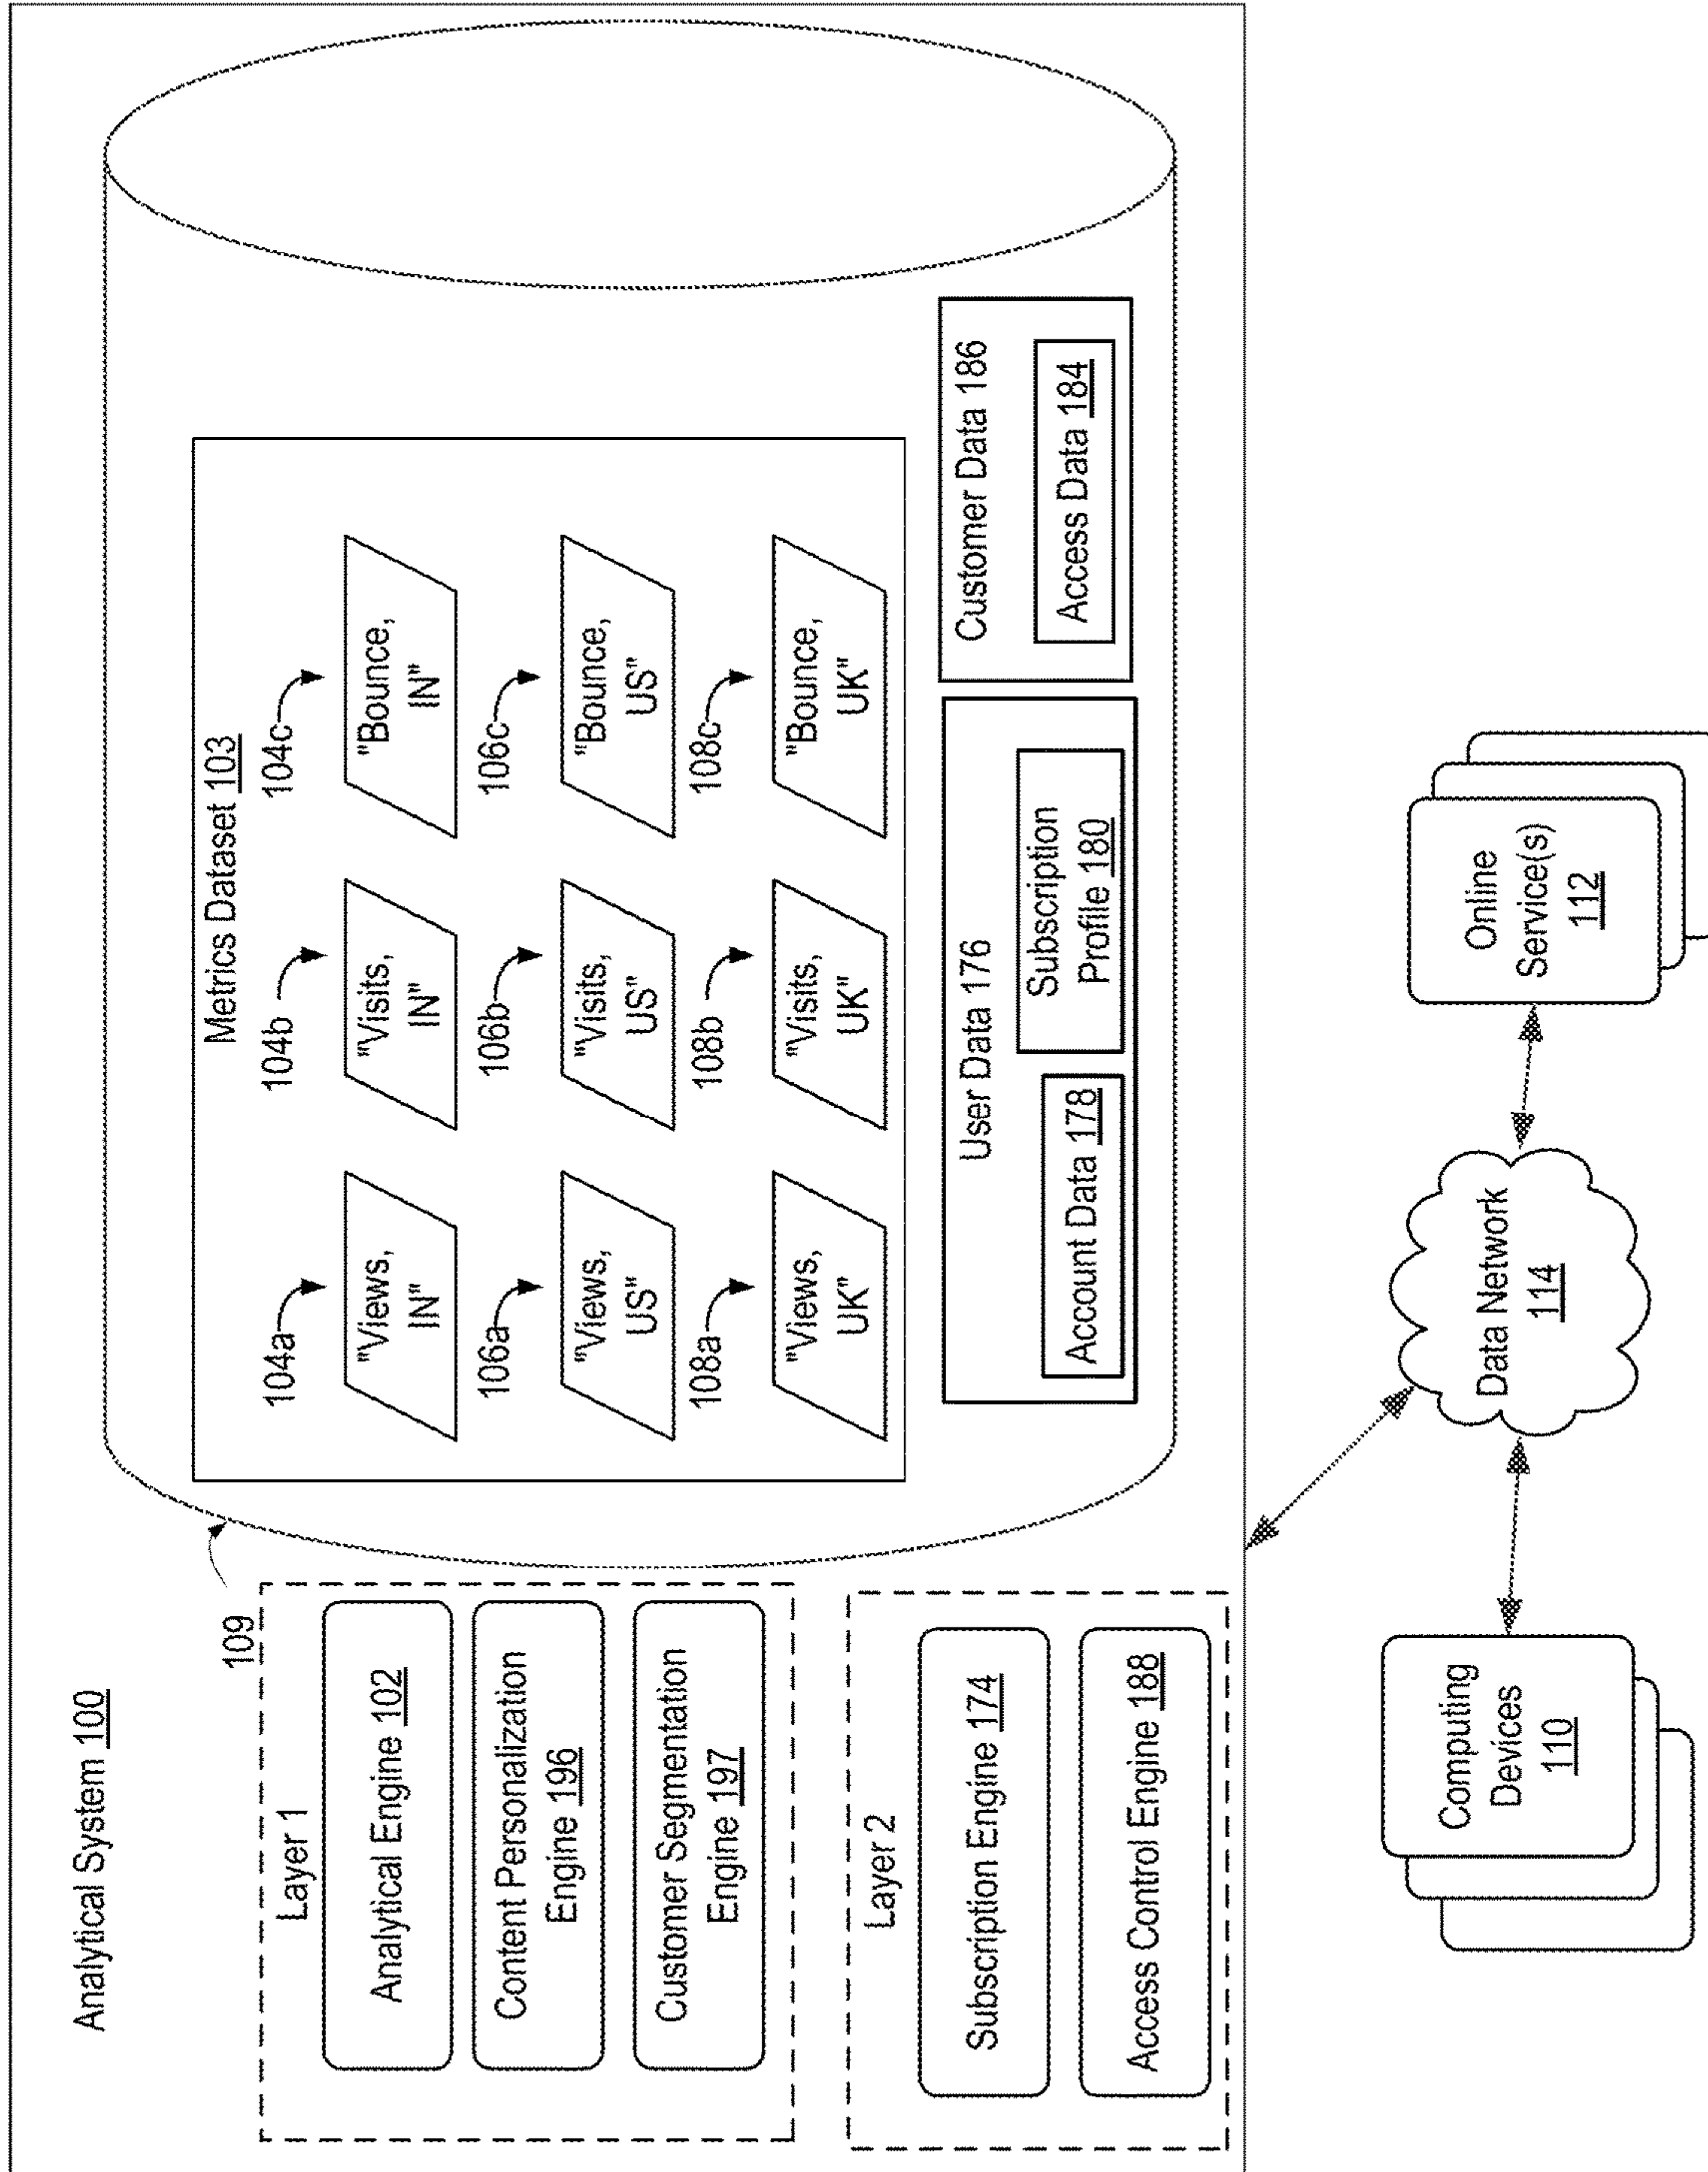 Analytical System 100
109
Layer 1
Analytical Engine 102
Content Personalization
Engine 196
Customer Segmentation
Engine 197
Layer 2
Subscription Engine 174
Access Control Engine 188
Metrics Dataset 103
104a
104b
104c
"Views,
IN"
"Visits,
IN"
"Bounce,
IN"
106a
106b
106c
"Views,
US"
"Visits,
US"
"Bounce,
US"
108a
108b
108c
"Views,
UK"
"Visits,
UK"
"Bounce,
UK"
User Data 176
Account Data 178
Subscription
Profile 180
Customer Data 186
Access Data 184
Computing
Devices
110
Data Network
114
Online
Service(s)
112